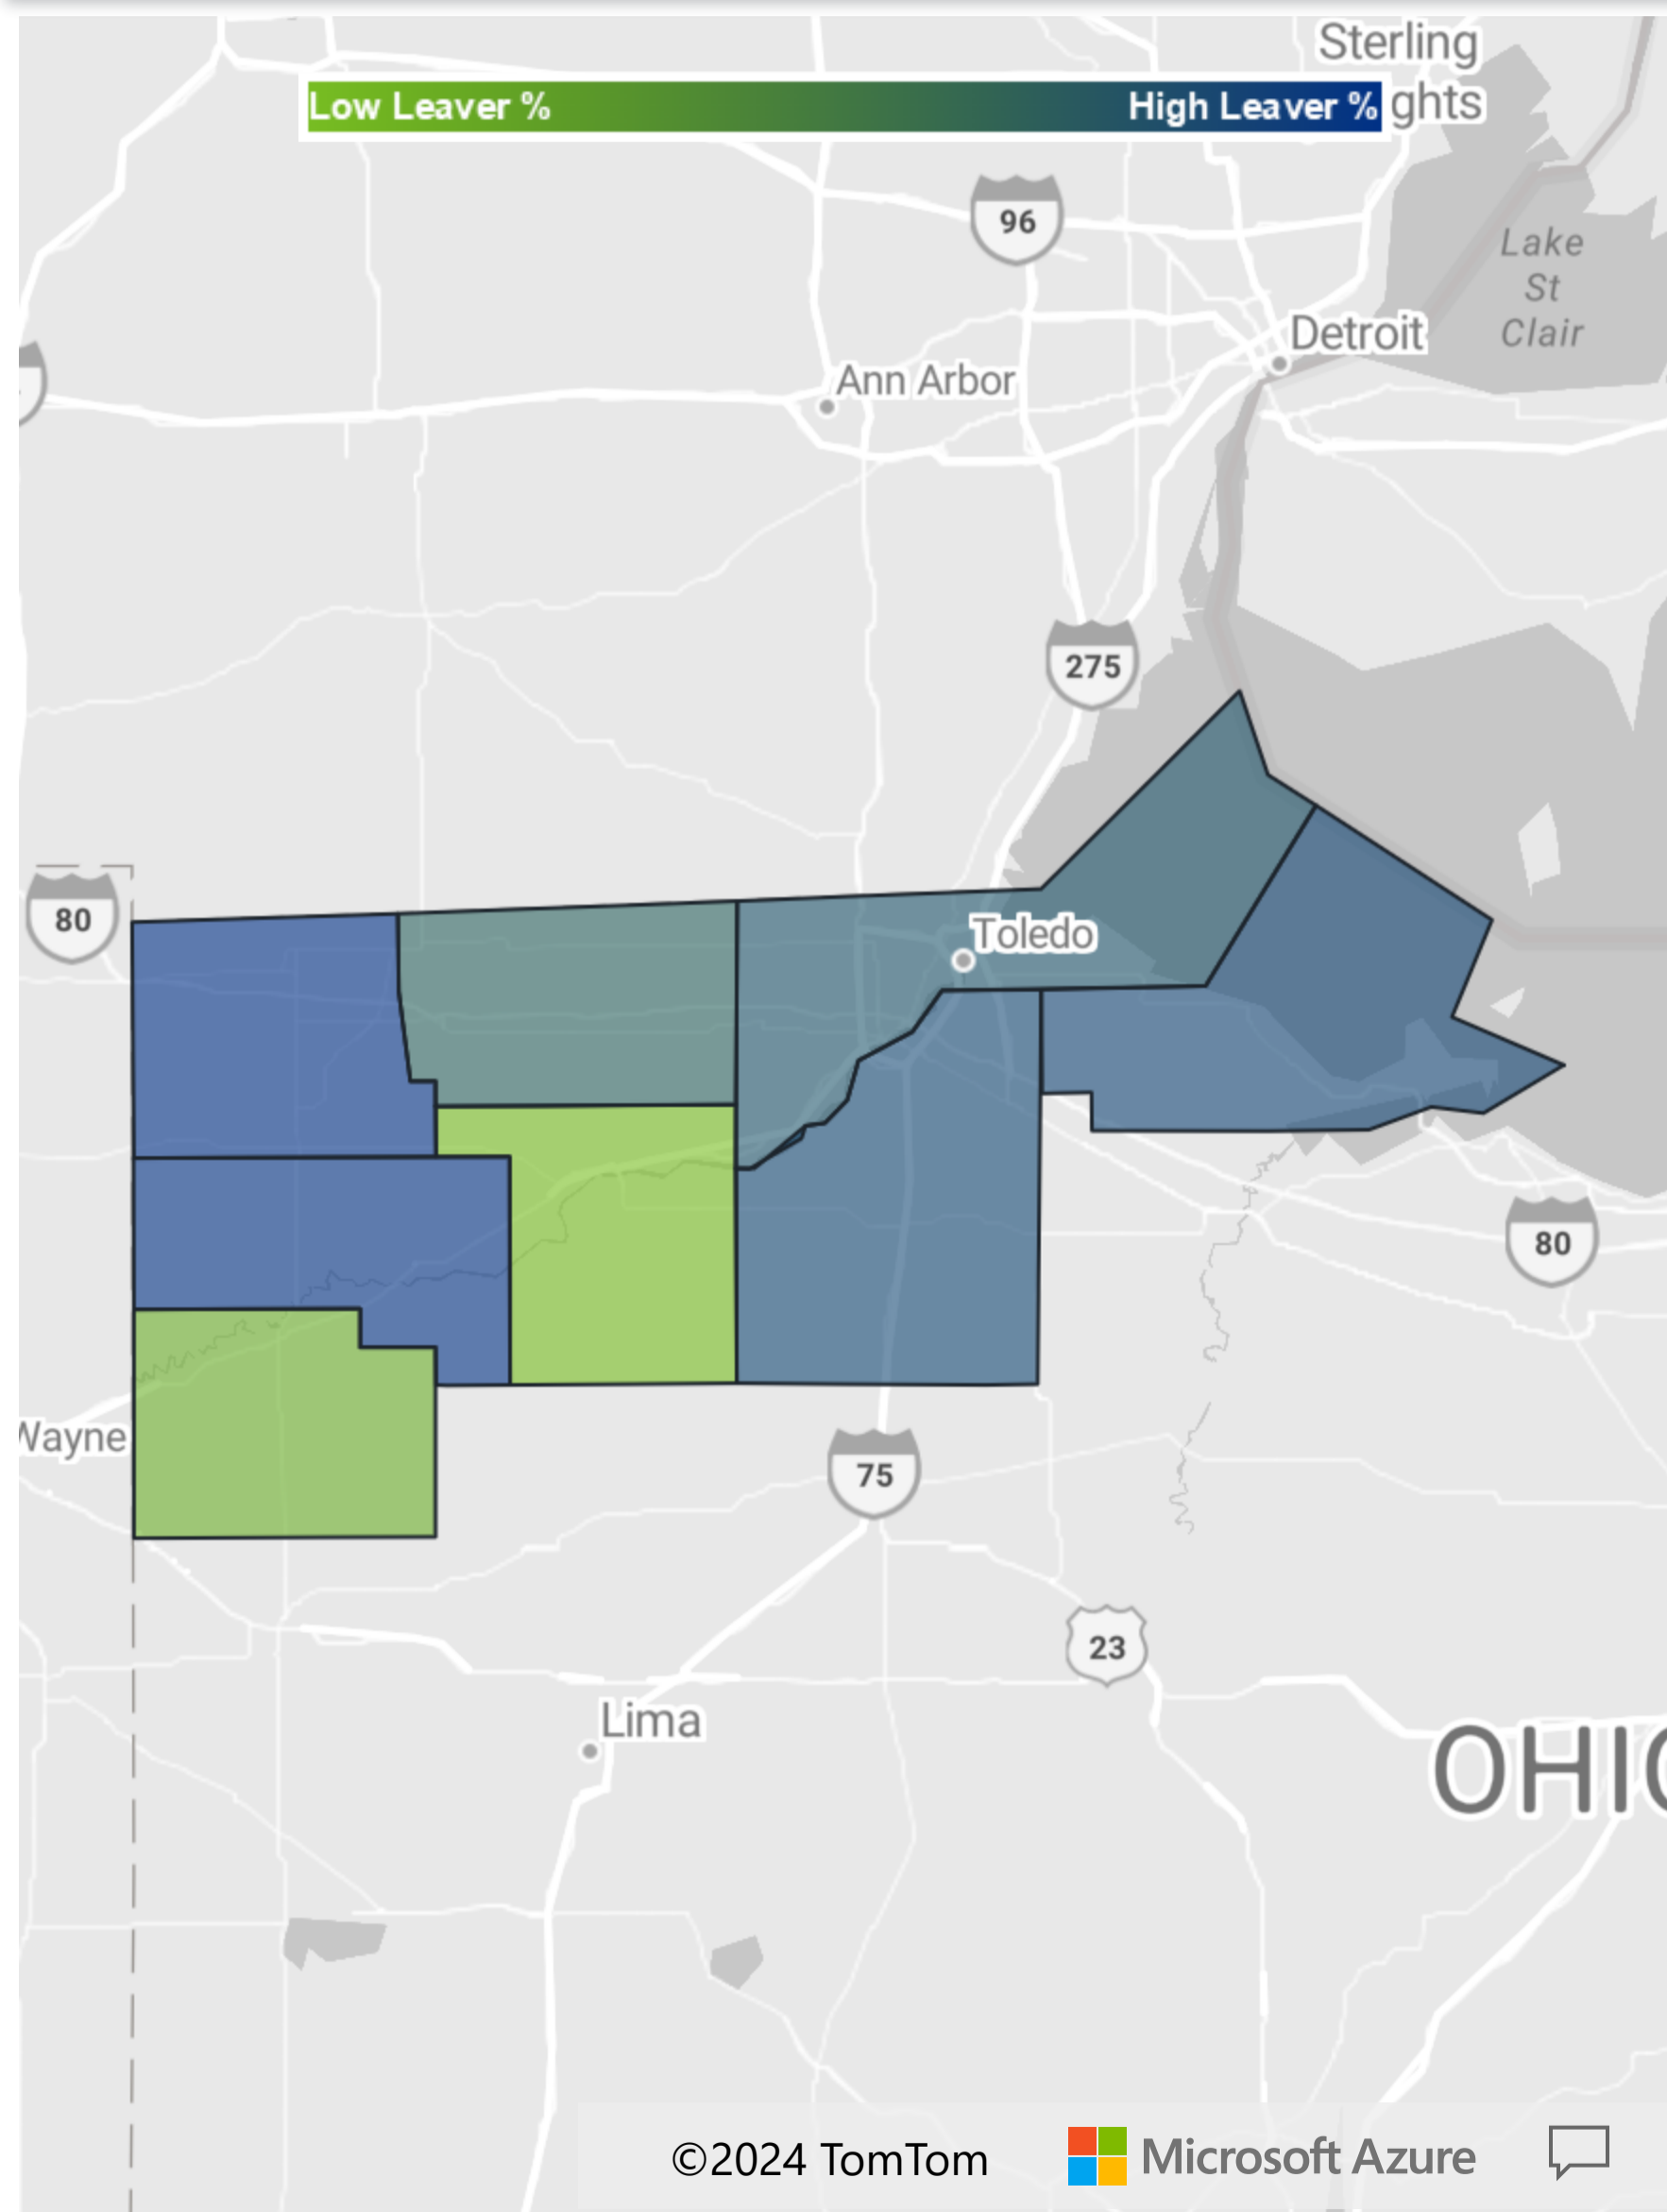 Sterling
ghts
Low Leaver %
High Leaver %
96
Lake
St
Clair
Detroit
Ann Arbor
275
80
Toledo
80
Wayne
75
23
Lima
OHIO
©2024 TomTom
Microsoft Azure